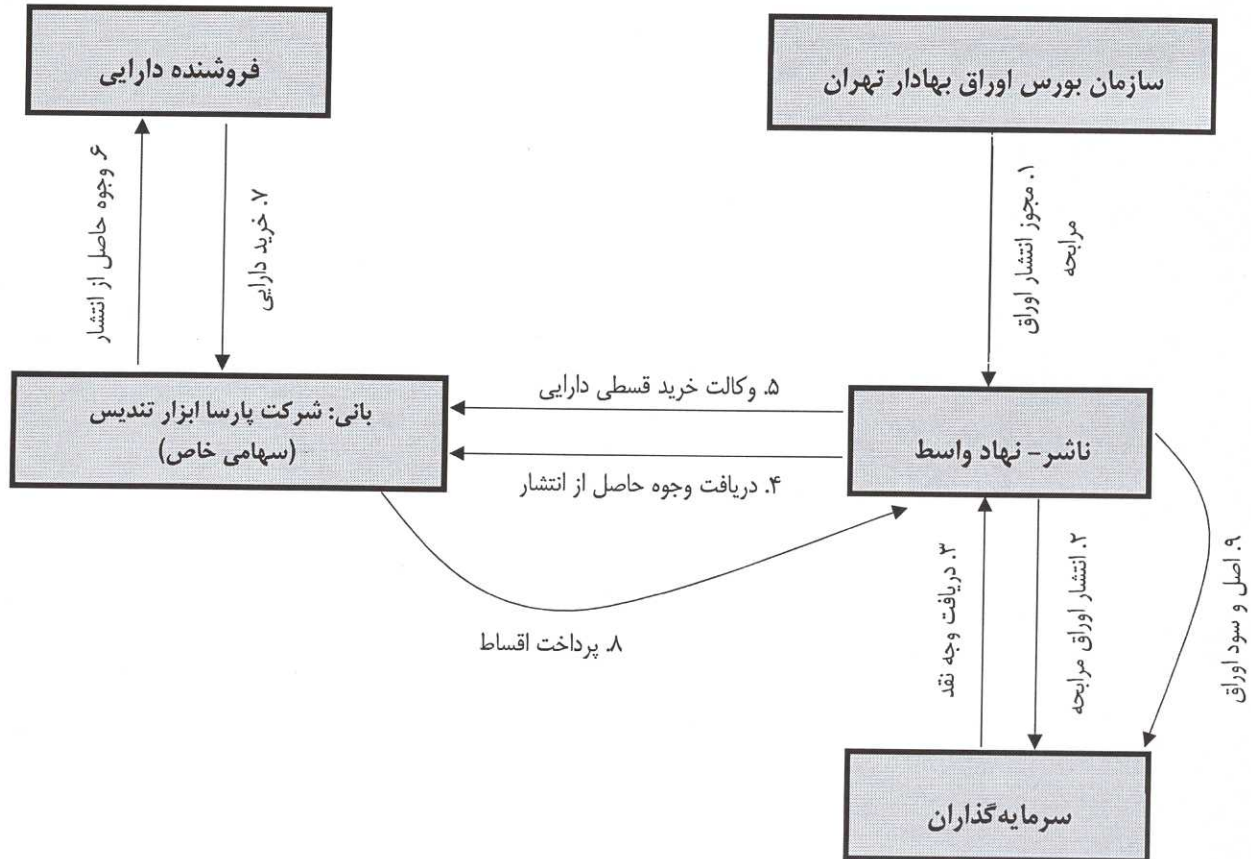 سازمان بورس اوراق بهادار تهران
فروشنده دارایی
۱. مجوز انتشار اوراق
مرابحه
۷. خرید دارایی
۶. وجوه حاصل از انتشار
۵. وکالت خرید قسطی دارایی
ناشر – نهاد واسط
بانی: شرکت پارسا ابزار تندیس
(سهامی خاص)
۴. دریافت وجوه حاصل از انتشار
۹. اصل و سود اوراق
۲. انتشار اوراق مرابحه
۳. دریافت وجه نقد
۸. پرداخت اقساط
سرمایه‌گذاران